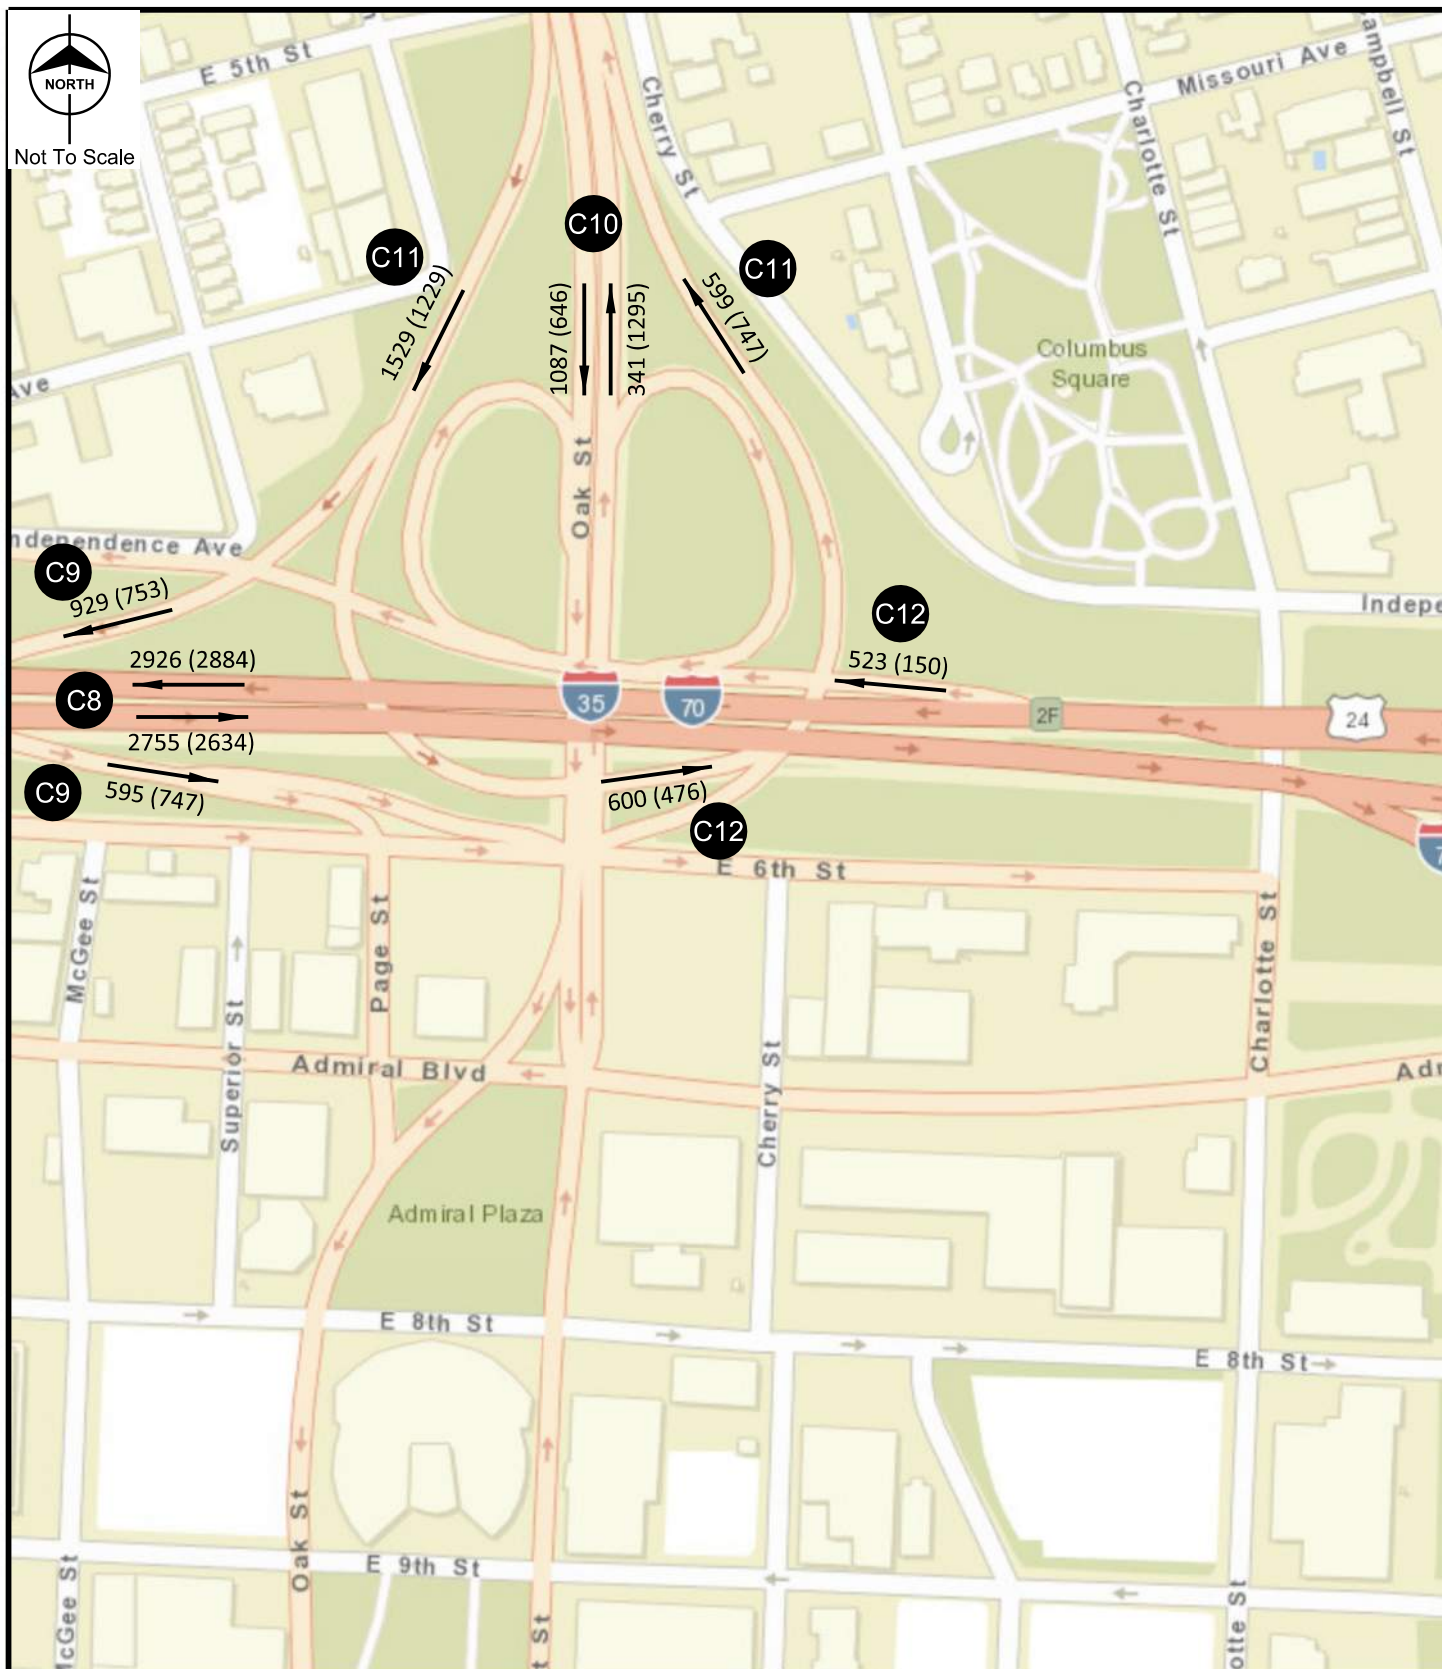 NORTH
Not To Scale
E 5th St
Cherry St
Missouri Ave
Charlotte St
ampbell St
C10
C11
C11
1529 (1229)
1087 (646)
341 (1295)
599 (747)
Columbus
Square
Ave
Oak St
ndependence Ave
C9
929 (753)
C12
Indepe
523 (150)
2926 (2884)
C8
35
70
2F
24
2755 (2634)
C9
595 (747)
600 (476)
C12
7
E 6th St
McGee St
Superior St
Page St
Charlotte St
Admiral Blvd
Adm
Cherry St
Admiral Plaza
E 8th St
E 8th St
Oak St
E 9th St
McGee St
t St
otte St